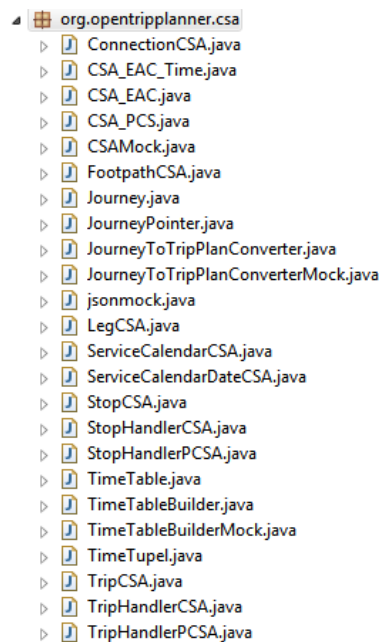 org.opentripplanner.csa
ConnectionCSA.java
CSA_EAC_Time.java
CSA_EAC.java
CSA_PCS.java
CSAMock.java
FootpathCSA.java
Journey.java
JourneyPointer.java
JourneyToTripPlanConverter.java
JourneyToTripPlanConverterMock.java
jsonmock.java
LegCSA.java
ServiceCalendarCSA.java
ServiceCalendarDateCSA.java
StopCSA.java
StopHandlerCSA.java
StopHandlerPCSA.java
TimeTable.java
TimeTableBuilder.java
TimeTableBuilderMock.java
TimeTupel.java
TripCSA.java
TripHandlerCSA.java
TripHandlerPCSA.java